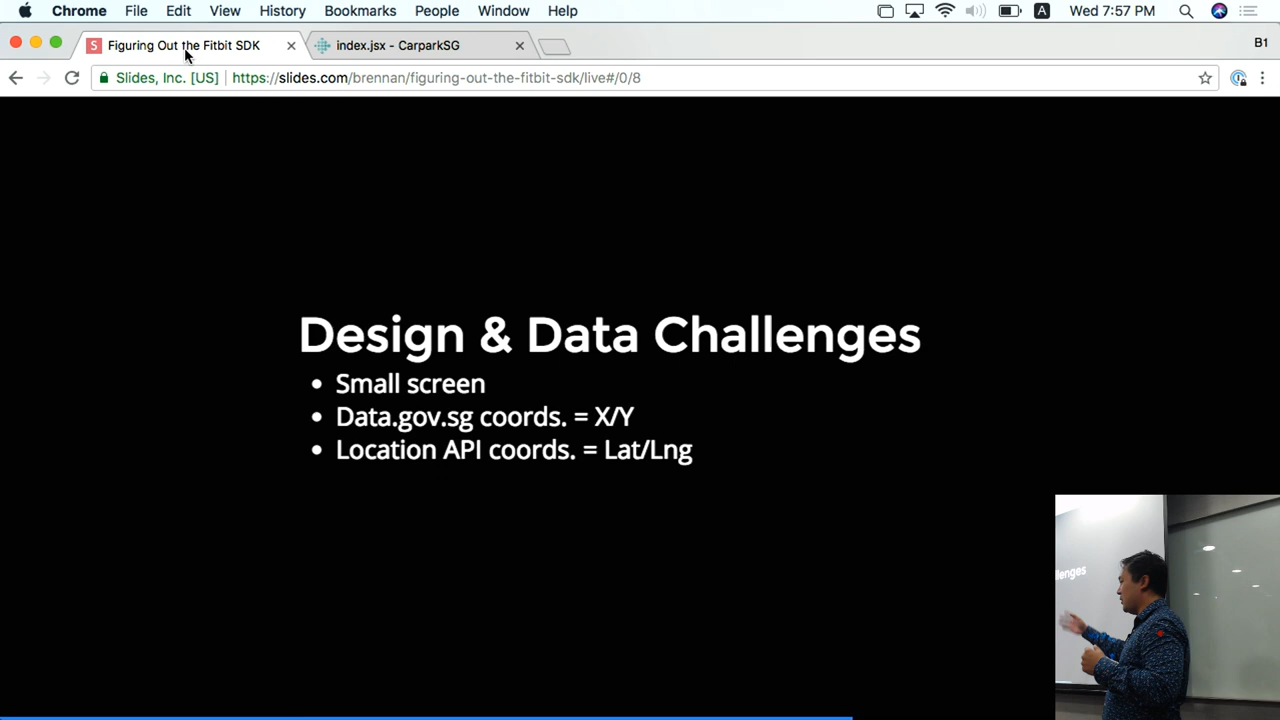 Chrome File Edit View History Bookmarks People Window Help A Wed 7:57 PM
S Figuring Out the Fitbit SDK index.jsx - CarparkSG B1
Slides, Inc. [US] https://slides.com/brennan/figuring-out-the-fitbit-sdk/live#/0/8
Design & Data Challenges
• Small screen
• Data.gov.sg coords. = X/Y
• Location API coords. = Lat/Lng
lenges